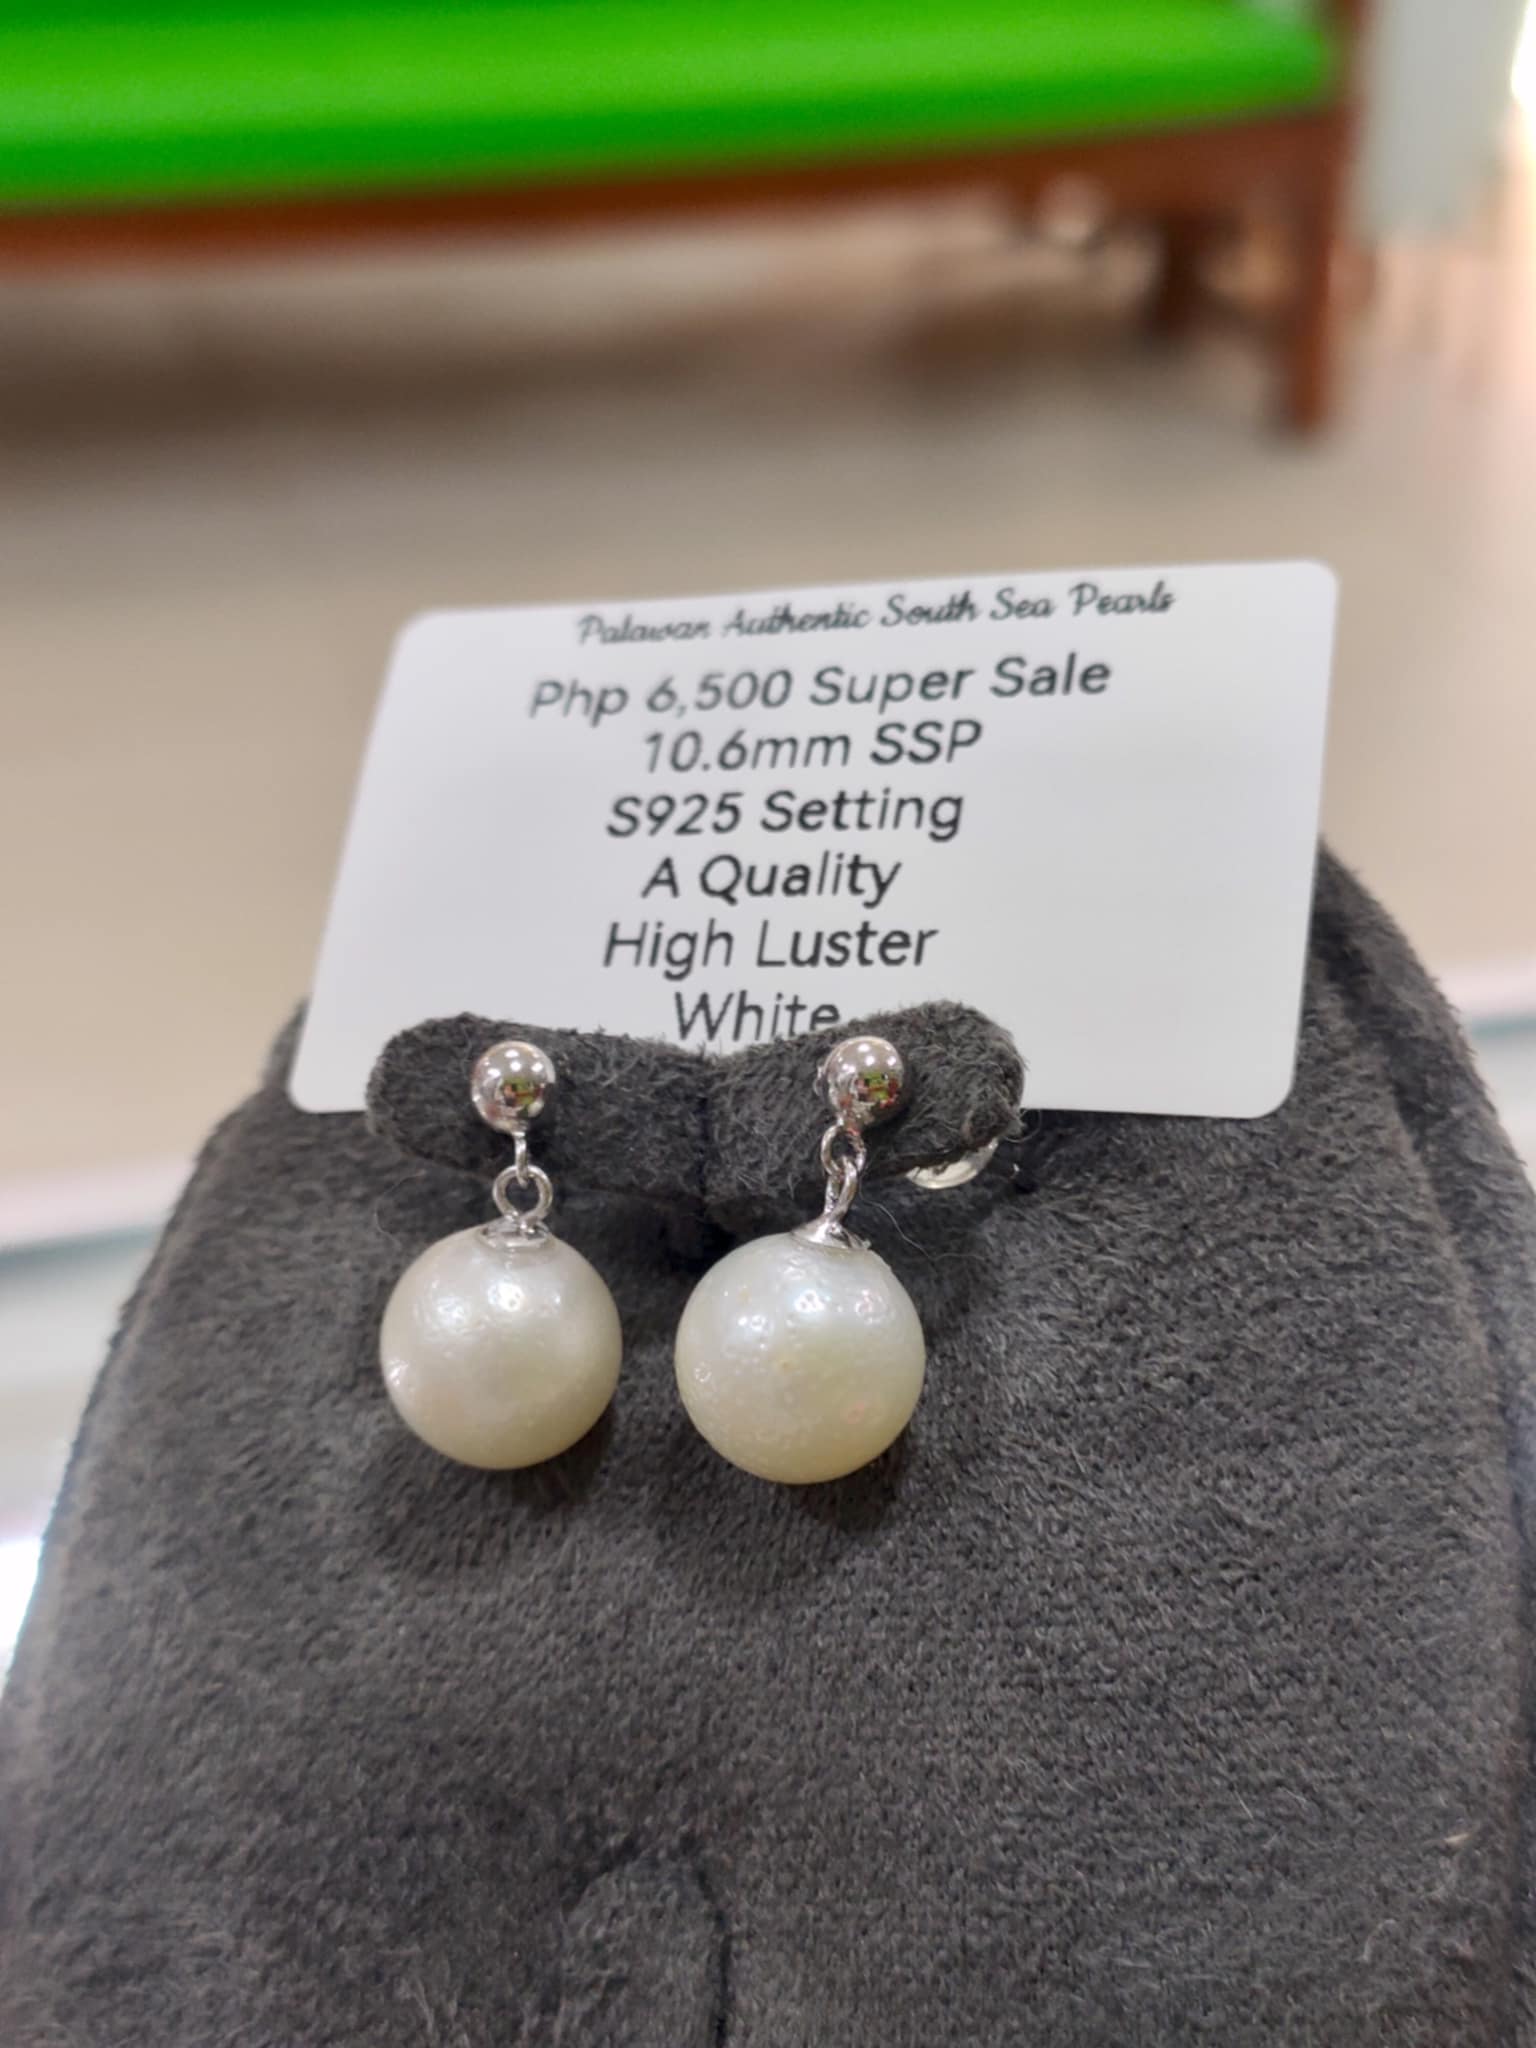 Palawan Authentic South Sea Pearls
Php 6,500 Super Sale
10.6mm SSP
S925 Setting
A Quality
High Luster
White